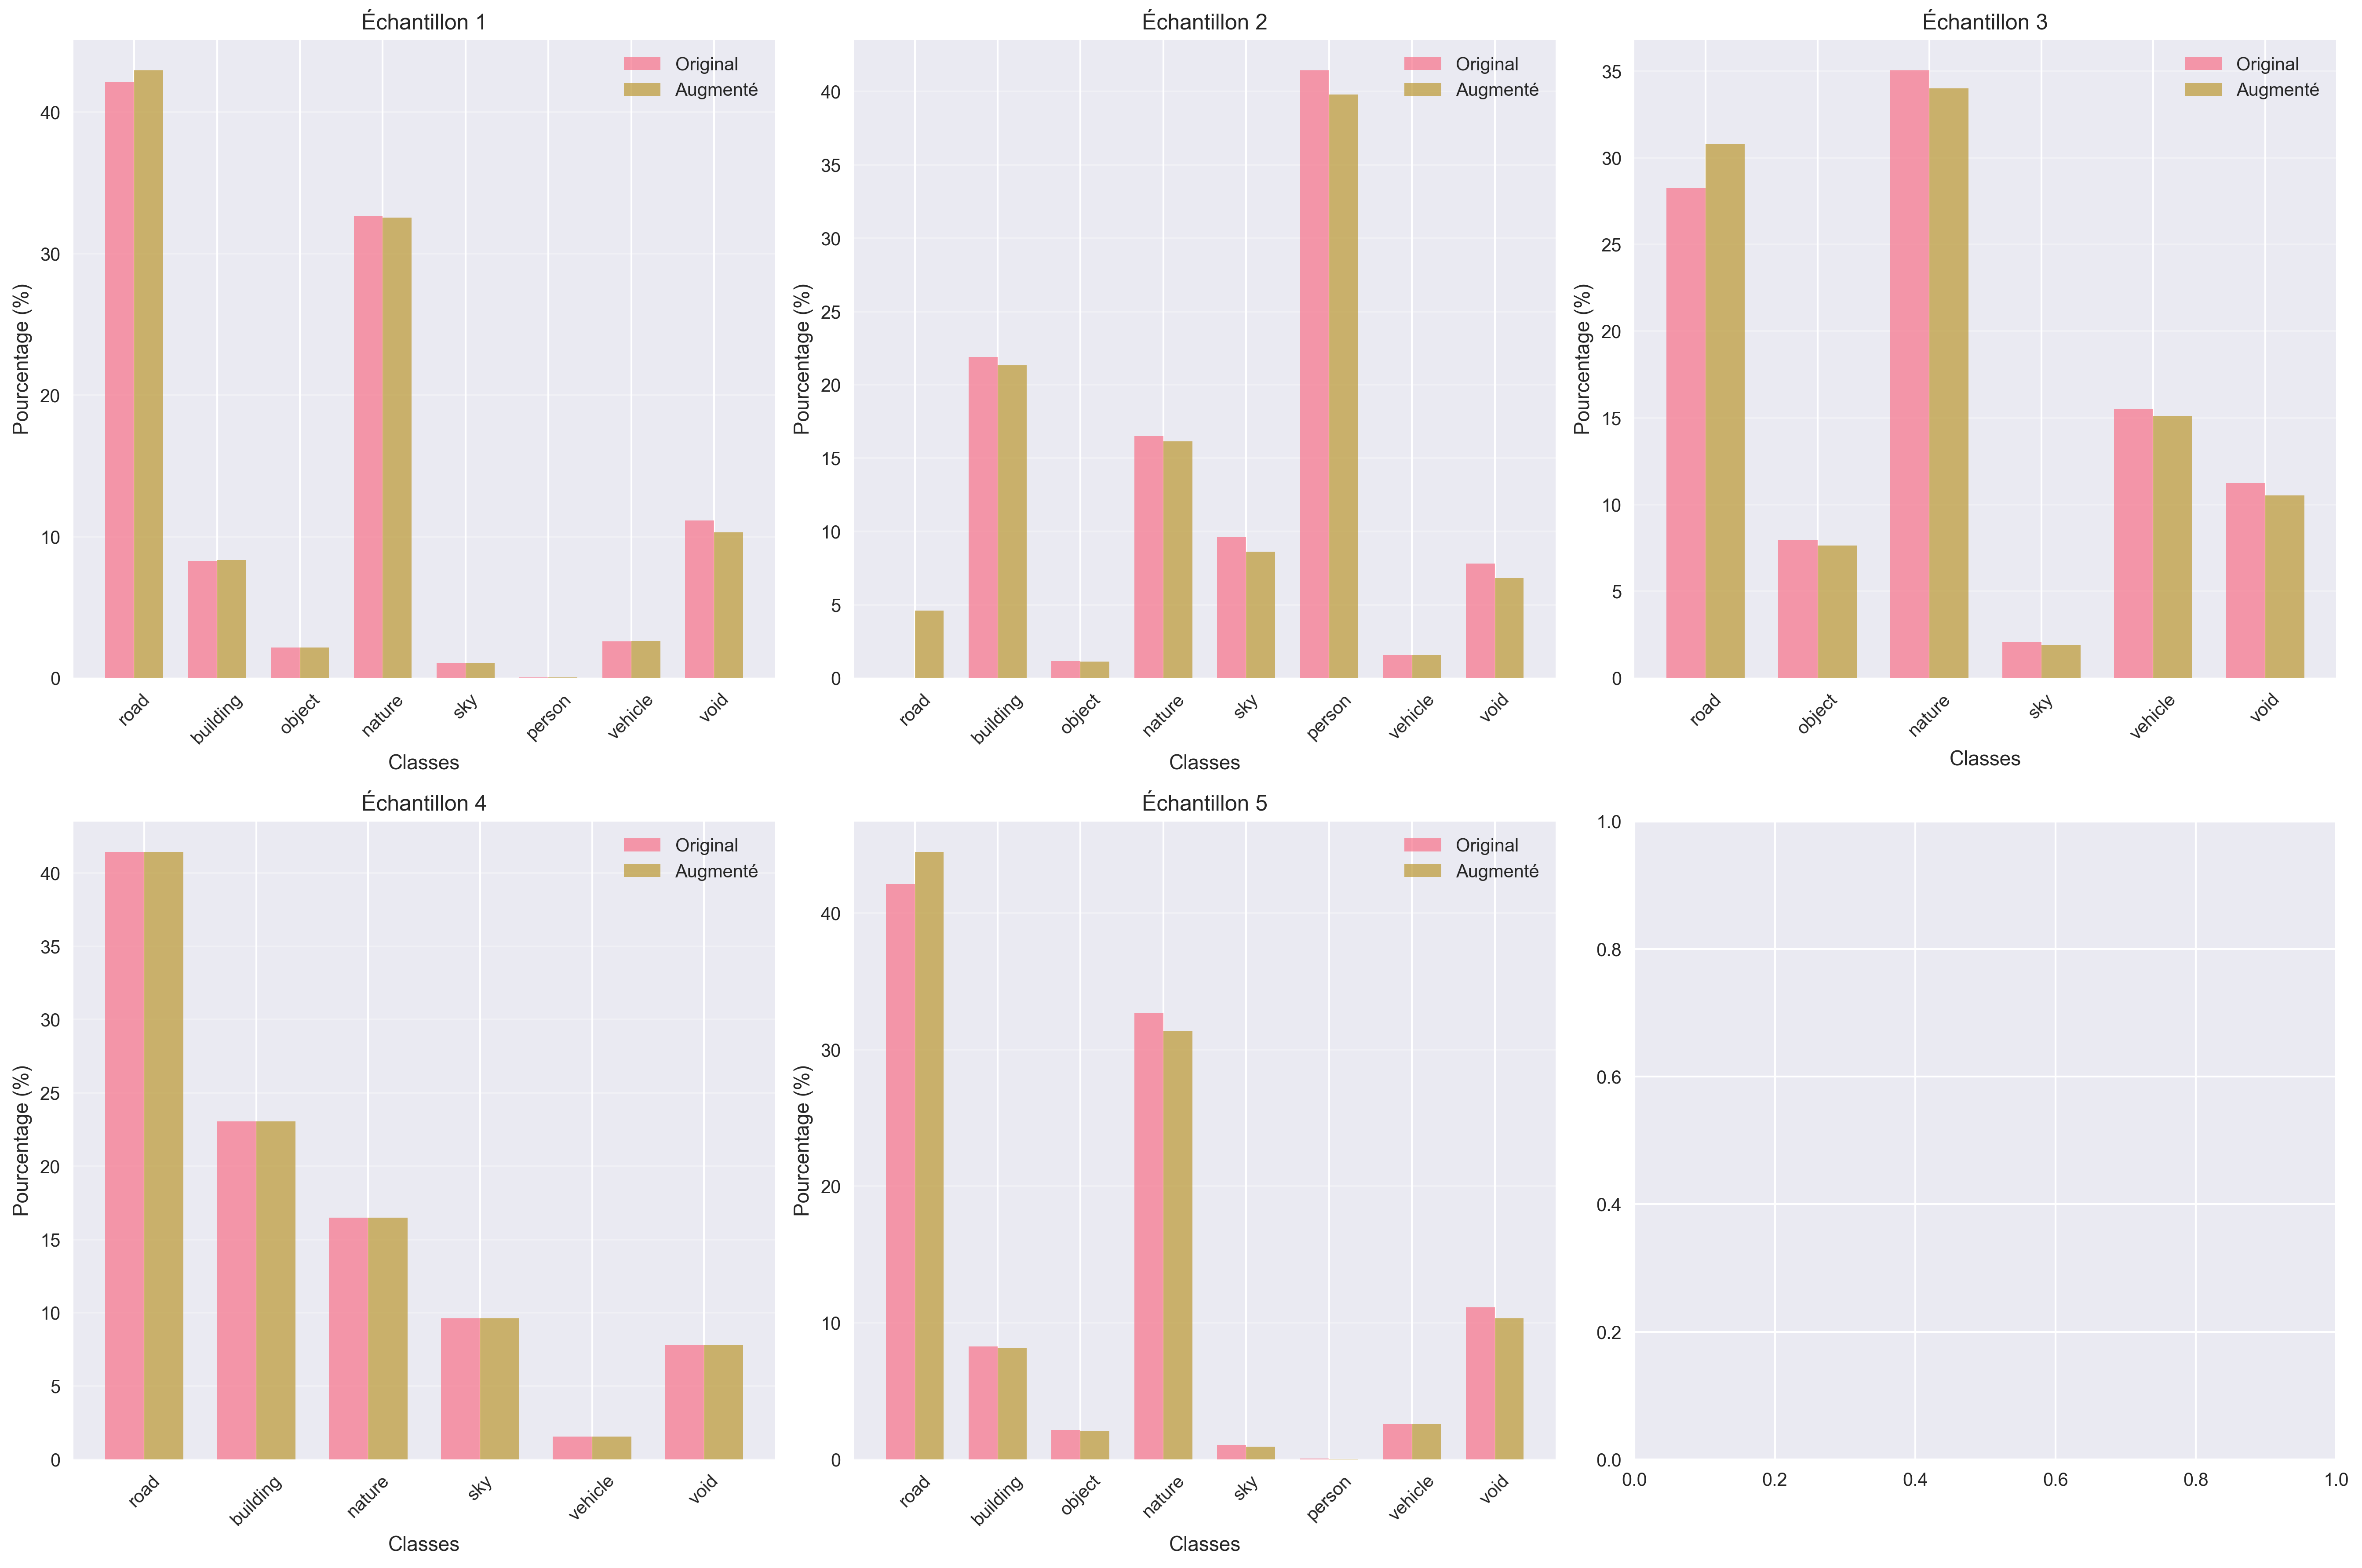 Échantillon 1
Original
Augmenté
Pourcentage (%)
40
30
20
10
0
road
building
object
nature
sky
person
vehicle
void
Classes
Échantillon 2
Original
Augmenté
Pourcentage (%)
40
35
30
25
20
15
10
5
0
road
building
object
nature
sky
person
vehicle
void
Classes
Échantillon 3
Original
Augmenté
Pourcentage (%)
35
30
25
20
15
10
5
0
road
object
nature
sky
vehicle
void
Classes
Échantillon 4
Original
Augmenté
Pourcentage (%)
40
35
30
25
20
15
10
5
0
road
building
nature
sky
vehicle
void
Classes
Échantillon 5
Original
Augmenté
Pourcentage (%)
40
30
20
10
0
road
building
object
nature
sky
person
vehicle
void
Classes
1.0
0.8
0.6
0.4
0.2
0.0
0.0 0.2 0.4 0.6 0.8 1.0